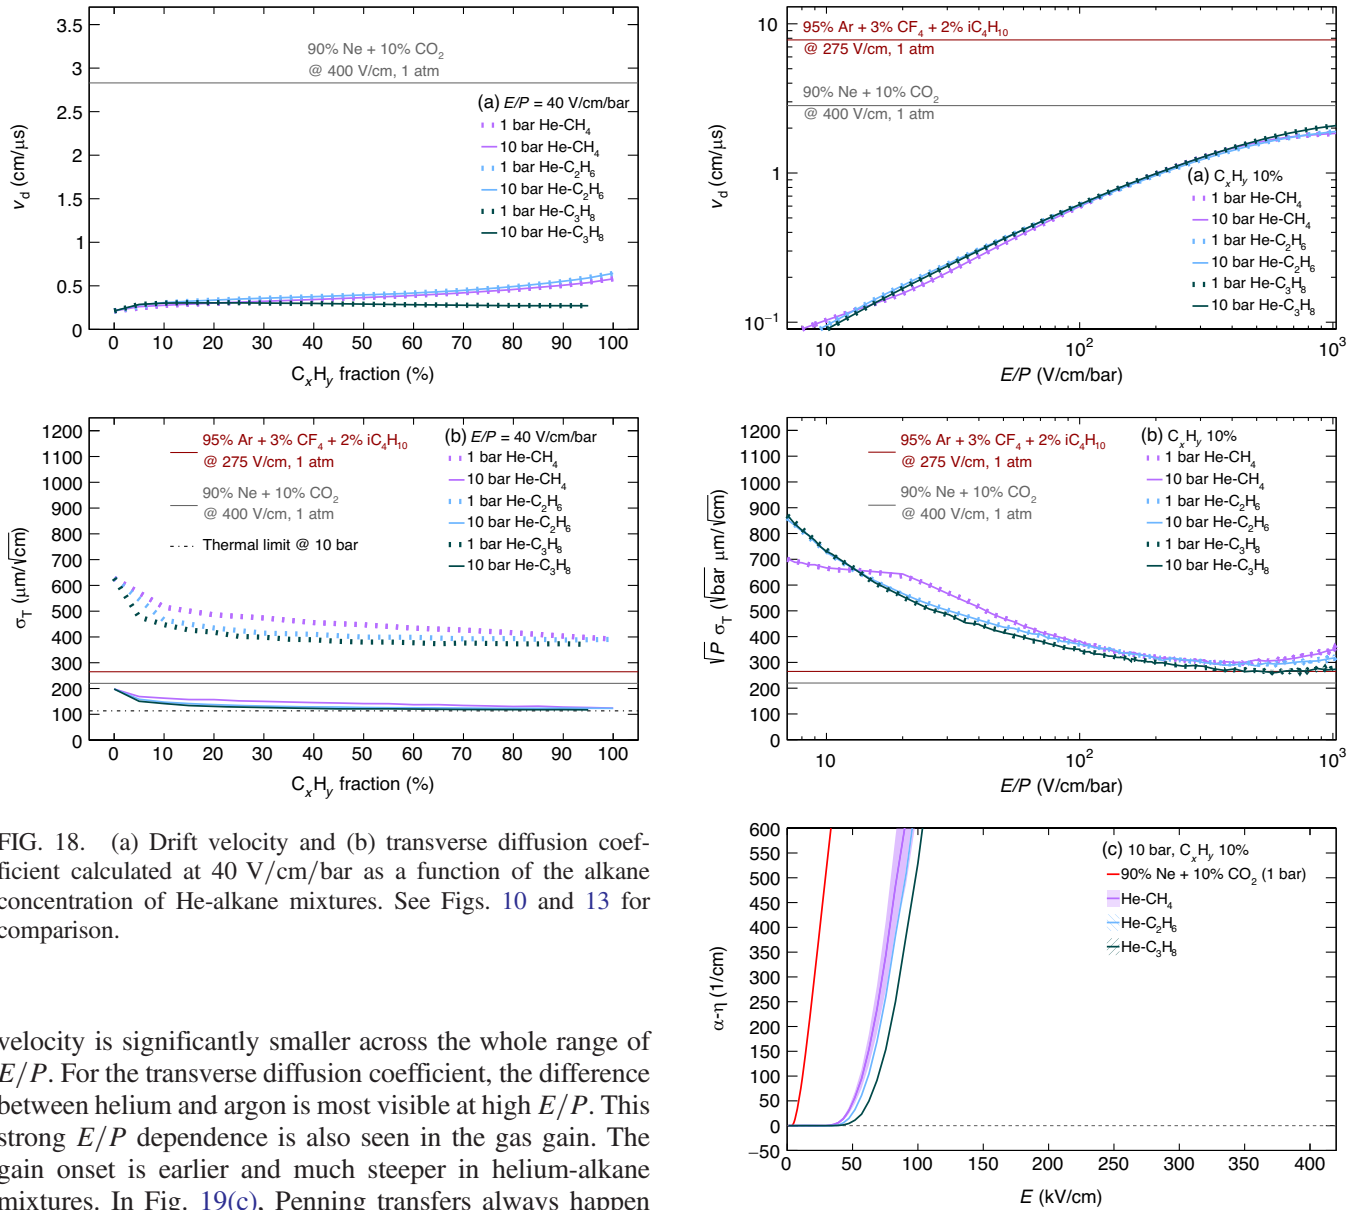 3.5
3
2.5
2
1.5
1
0.5
0
v_d (cm/μs)
90% Ne + 10% CO₂
@ 400 V/cm, 1 atm
(a) E/P = 40 V/cm/bar
1 bar He-CH₄
10 bar He-CH₄
1 bar He-C₂H₆
10 bar He-C₂H₆
1 bar He-C₃H₈
10 bar He-C₃H₈
0 10 20 30 40 50 60 70 80 90 100
CₓHᵧ fraction (%)
1200
1100
1000
900
800
700
600
500
400
300
200
100
0
σ_T (μm/√cm)
95% Ar + 3% CF₄ + 2% iC₄H₁₀
@ 275 V/cm, 1 atm
90% Ne + 10% CO₂
@ 400 V/cm, 1 atm
Thermal limit @ 10 bar
(b) E/P = 40 V/cm/bar
1 bar He-CH₄
10 bar He-CH₄
1 bar He-C₂H₆
10 bar He-C₂H₆
1 bar He-C₃H₈
10 bar He-C₃H₈
0 10 20 30 40 50 60 70 80 90 100
CₓHᵧ fraction (%)
FIG. 18. (a) Drift velocity and (b) transverse diffusion coef-
ficient calculated at 40 V/cm/bar as a function of the alkane
concentration of He-alkane mixtures. See Figs. 10 and 13 for
comparison.
velocity is significantly smaller across the whole range of
E/P. For the transverse diffusion coefficient, the difference
between helium and argon is most visible at high E/P. This
strong E/P dependence is also seen in the gas gain. The
gain onset is earlier and much steeper in helium-alkane
mixtures. In Fig. 19(c), Penning transfers always happen
10
1
10⁻¹
v_d (cm/μs)
95% Ar + 3% CF₄ + 2% iC₄H₁₀
@ 275 V/cm, 1 atm
90% Ne + 10% CO₂
@ 400 V/cm, 1 atm
(a) CₓHᵧ 10%
1 bar He-CH₄
10 bar He-CH₄
1 bar He-C₂H₆
10 bar He-C₂H₆
1 bar He-C₃H₈
10 bar He-C₃H₈
10 10² 10³
E/P (V/cm/bar)
1200
1100
1000
900
800
700
600
500
400
300
200
100
0
√P σ_T (√bar μm/√cm)
95% Ar + 3% CF₄ + 2% iC₄H₁₀
@ 275 V/cm, 1 atm
90% Ne + 10% CO₂
@ 400 V/cm, 1 atm
(b) CₓHᵧ 10%
1 bar He-CH₄
10 bar He-CH₄
1 bar He-C₂H₆
10 bar He-C₂H₆
1 bar He-C₃H₈
10 bar He-C₃H₈
10 10² 10³
E/P (V/cm/bar)
600
550
500
450
400
350
300
250
200
150
100
50
0
−50
α-η (1/cm)
(c) 10 bar, CₓHᵧ 10%
90% Ne + 10% CO₂ (1 bar)
He-CH₄
He-C₂H₆
He-C₃H₈
0 50 100 150 200 250 300 350 400
E (kV/cm)